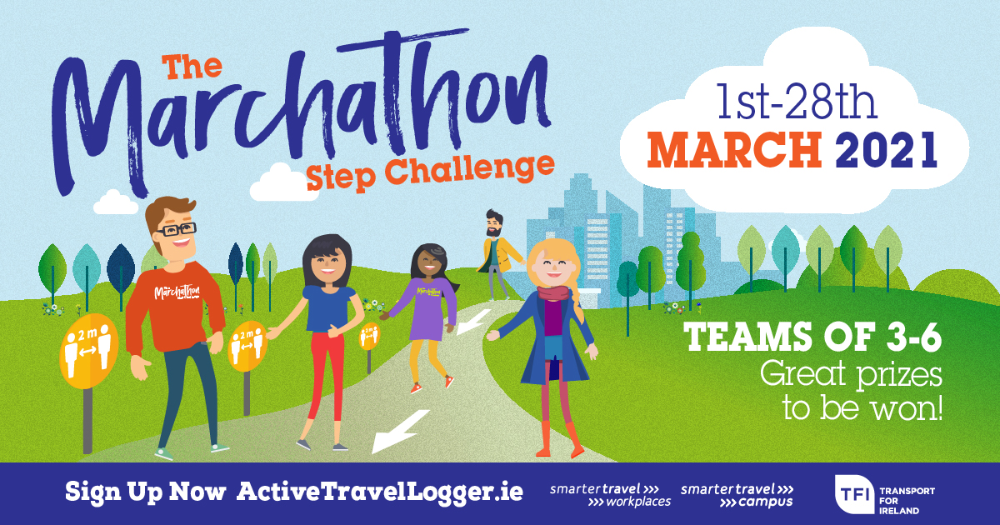 The
Marchathon
Step Challenge
1st-28th
MARCH 2021
Marchathon
Marchathon
2 m
2 m
2 m
TEAMS OF 3-6
Great prizes
to be won!
Sign Up Now ActiveTravelLogger.ie
smartertravel >>>
>>> workplaces
smartertravel >>>
>>> campus
TFI
TRANSPORT
FOR
IRELAND